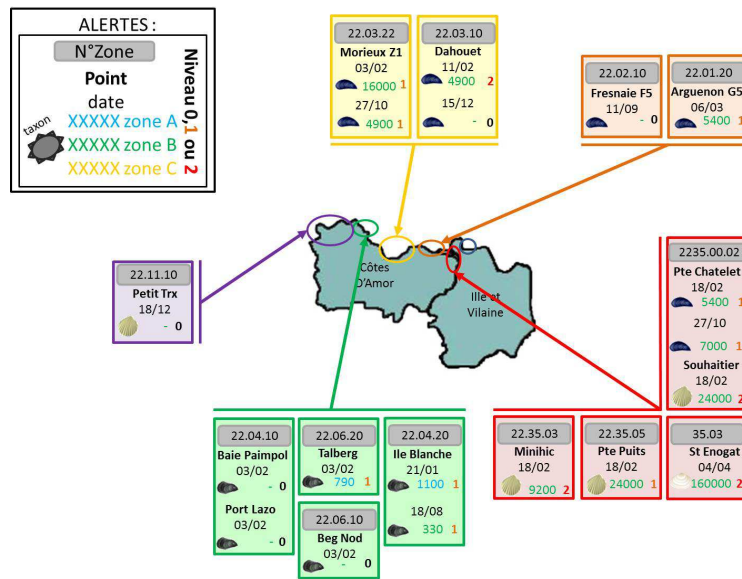 ALERTES :
N°Zone
Point
date
taxon
XXXXX zone A
XXXXX zone B
XXXXX zone C
Niveau 0,1 ou 2
22.03.22
Morieux Z1
03/02
16000 1
27/10
4900 1
22.03.10
Dahouet
11/02
4900 2
15/12
- 0
22.02.10
Fresnaie F5
11/09
- 0
22.01.20
Arguenon G5
06/03
5400 1
22.11.10
Petit Trx
18/12
- 0
Côtes
D'Amor
Ille et
Vilaine
2235.00.02
Pte Chatelet
18/02
5400 1
27/10
7000 1
Souhaitier
18/02
24000 2
22.04.10
Baie Paimpol
03/02
- 0
Port Lazo
03/02
- 0
22.06.20
Talberg
03/02
790 1
22.06.10
Beg Nod
03/02
- 0
22.04.20
Ile Blanche
21/01
1100 1
18/08
330 1
22.35.03
Minihic
18/02
9200 2
22.35.05
Pte Puits
18/02
24000 1
35.03
St Enogat
04/04
160000 2